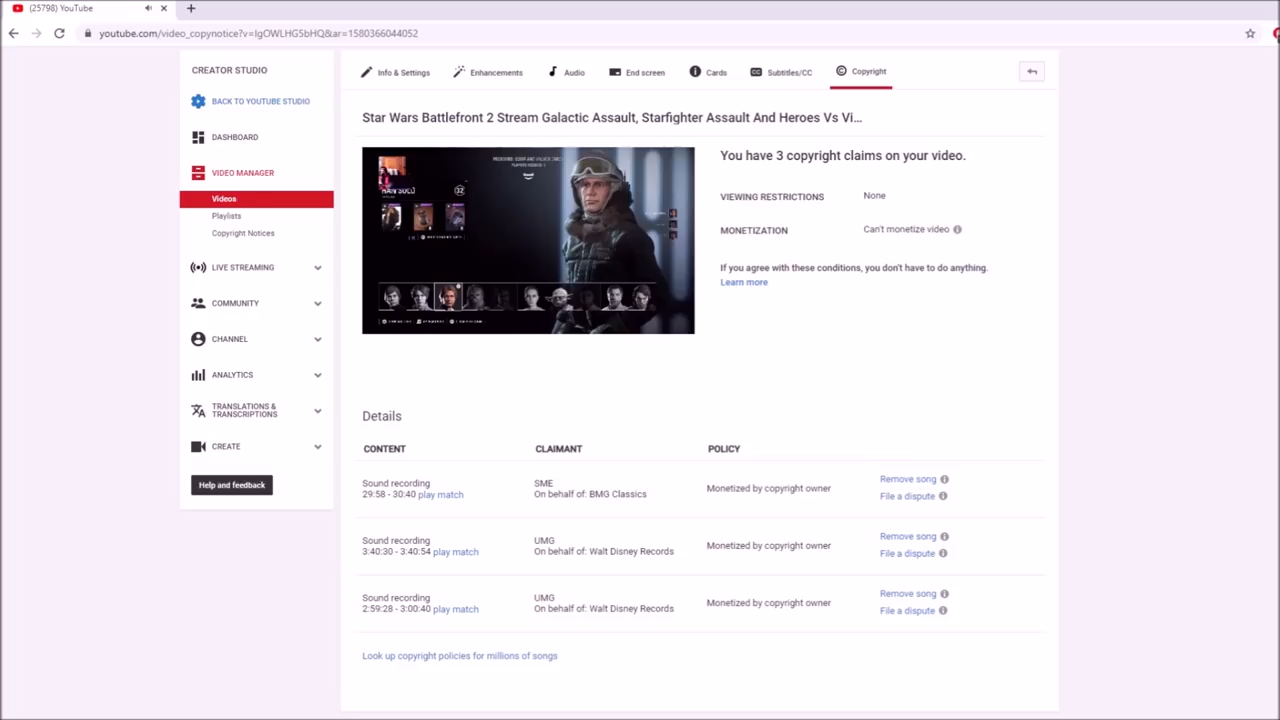 (25798) YouTube
youtube.com/video_copynotice?v=IgOWLHG5bHQ&ar=1580366044052
CREATOR STUDIO
BACK TO YOUTUBE STUDIO
DASHBOARD
VIDEO MANAGER
Videos
Playlists
Copyright Notices
LIVE STREAMING
COMMUNITY
CHANNEL
ANALYTICS
TRANSLATIONS &
TRANSCRIPTIONS
CREATE
Help and feedback
Info & Settings
Enhancements
Audio
End screen
Cards
CC Subtitles/CC
Copyright
Star Wars Battlefront 2 Stream Galactic Assault, Starfighter Assault And Heroes Vs Vi...
HAN SOLO
You have 3 copyright claims on your video.
VIEWING RESTRICTIONS None
MONETIZATION Can't monetize video
If you agree with these conditions, you don't have to do anything.
Learn more
Details
CONTENT CLAIMANT POLICY
Sound recording
29:58 - 30:40 play match
SME
On behalf of: BMG Classics
Monetized by copyright owner
Remove song
File a dispute
Sound recording
3:40:30 - 3:40:54 play match
UMG
On behalf of: Walt Disney Records
Monetized by copyright owner
Remove song
File a dispute
Sound recording
2:59:28 - 3:00:40 play match
UMG
On behalf of: Walt Disney Records
Monetized by copyright owner
Remove song
File a dispute
Look up copyright policies for millions of songs